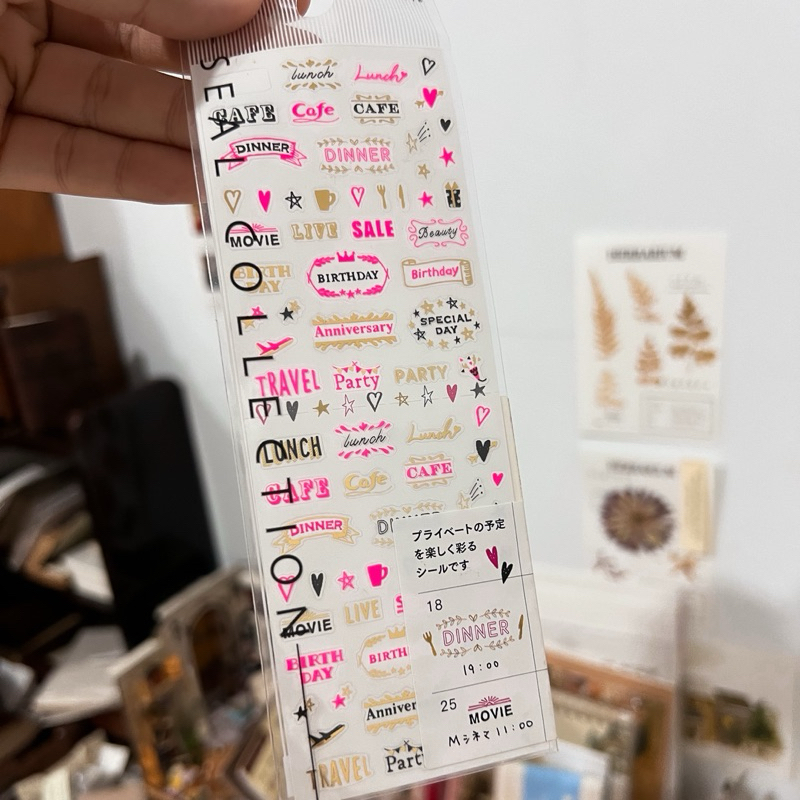 SEAL COLLECTION
lunch Lunch
CAFE Cafe CAFE
DINNER DINNER
MOVIE LIVE SALE Beauty
BIRTH DAY BIRTHDAY Birthday
Anniversary SPECIAL DAY
TRAVEL Party PARTY
LUNCH lunch Lunch
CAFE Cafe CAFE
DINNER DINNER
MOVIE LIVE
BIRTH DAY
TRAVEL
プライベートの予定
を楽しく彩る
シールです
18
DINNER
19:00
25
MOVIE
Mシネマ 11:00